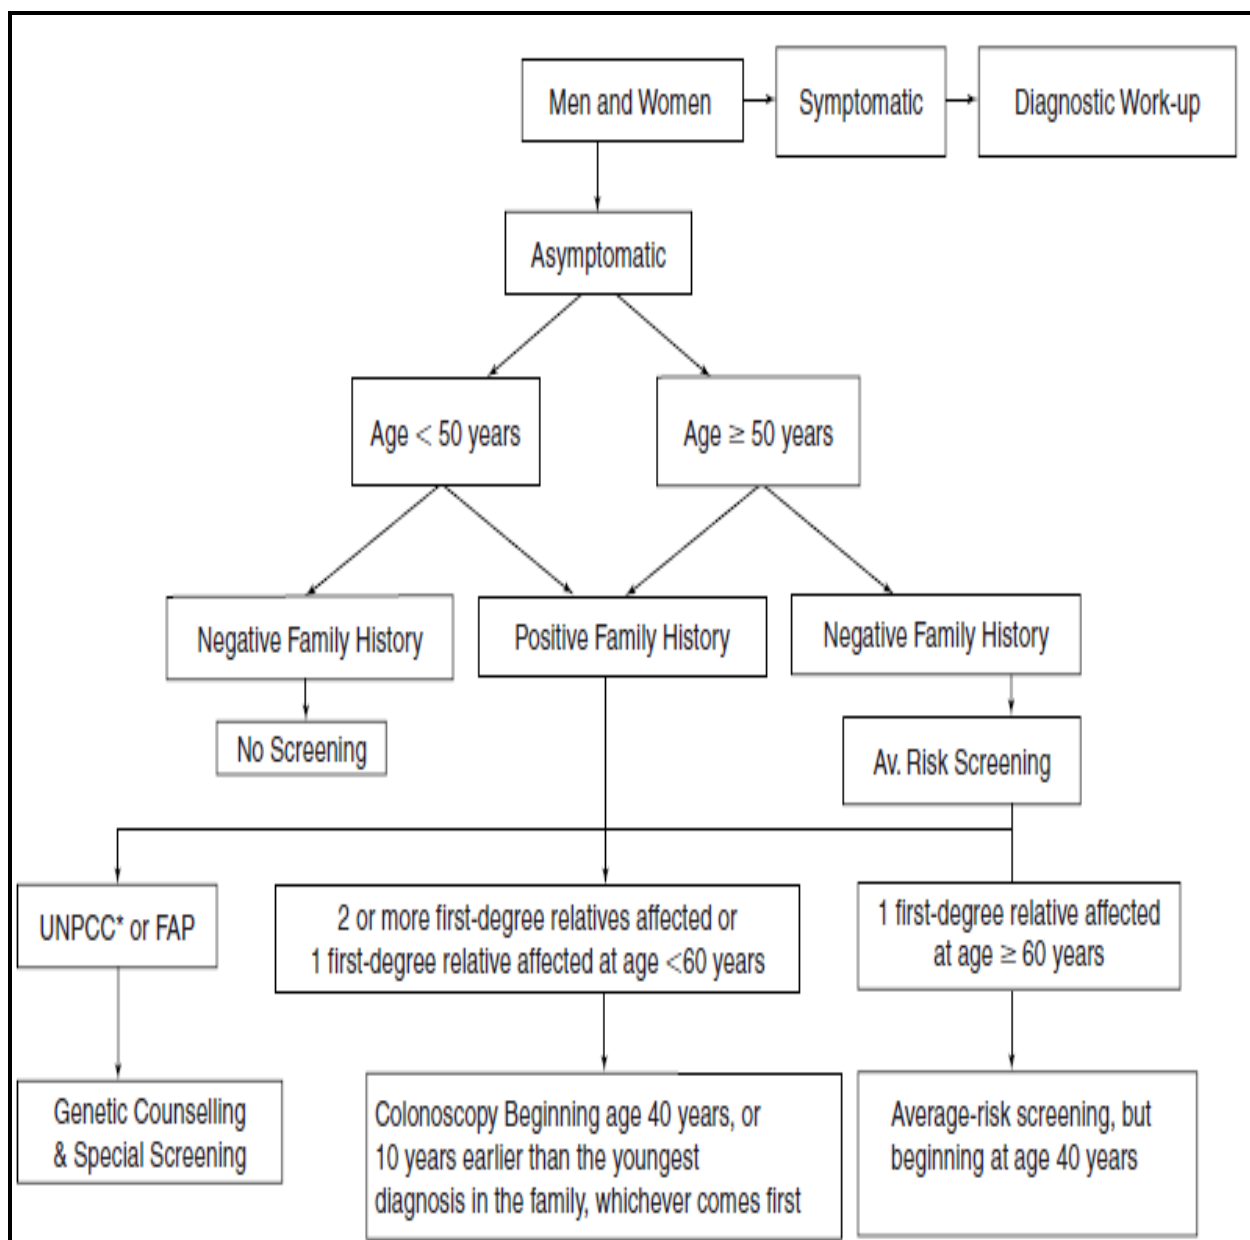 Men and Women
Symptomatic
Diagnostic Work-up
Asymptomatic
Age < 50 years
Age ≥ 50 years
Negative Family History
Positive Family History
Negative Family History
No Screening
Av. Risk Screening
UNPCC* or FAP
2 or more first-degree relatives affected or
1 first-degree relative affected at age <60 years
1 first-degree relative affected
at age ≥ 60 years
Genetic Counselling
& Special Screening
Colonoscopy Beginning age 40 years, or
10 years earlier than the youngest
diagnosis in the family, whichever comes first
Average-risk screening, but
beginning at age 40 years